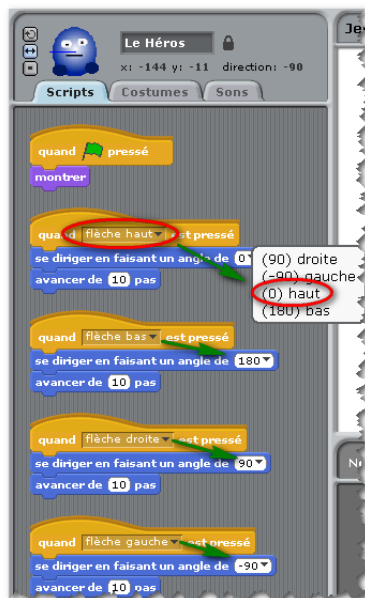 Le Héros
x: -144 y: -11 direction: -90
Scripts Costumes Sons
quand pressé
montrer
quand flèche haut est pressé
se diriger en faisant un angle de 0
avancer de 10 pas
(90) droite
(-90) gauche
(0) haut
(180) bas
quand flèche bas est pressé
se diriger en faisant un angle de 180
avancer de 10 pas
quand flèche droite est pressé
se diriger en faisant un angle de 90
avancer de 10 pas
quand flèche gauche est pressé
se diriger en faisant un angle de -90
avancer de 10 pas